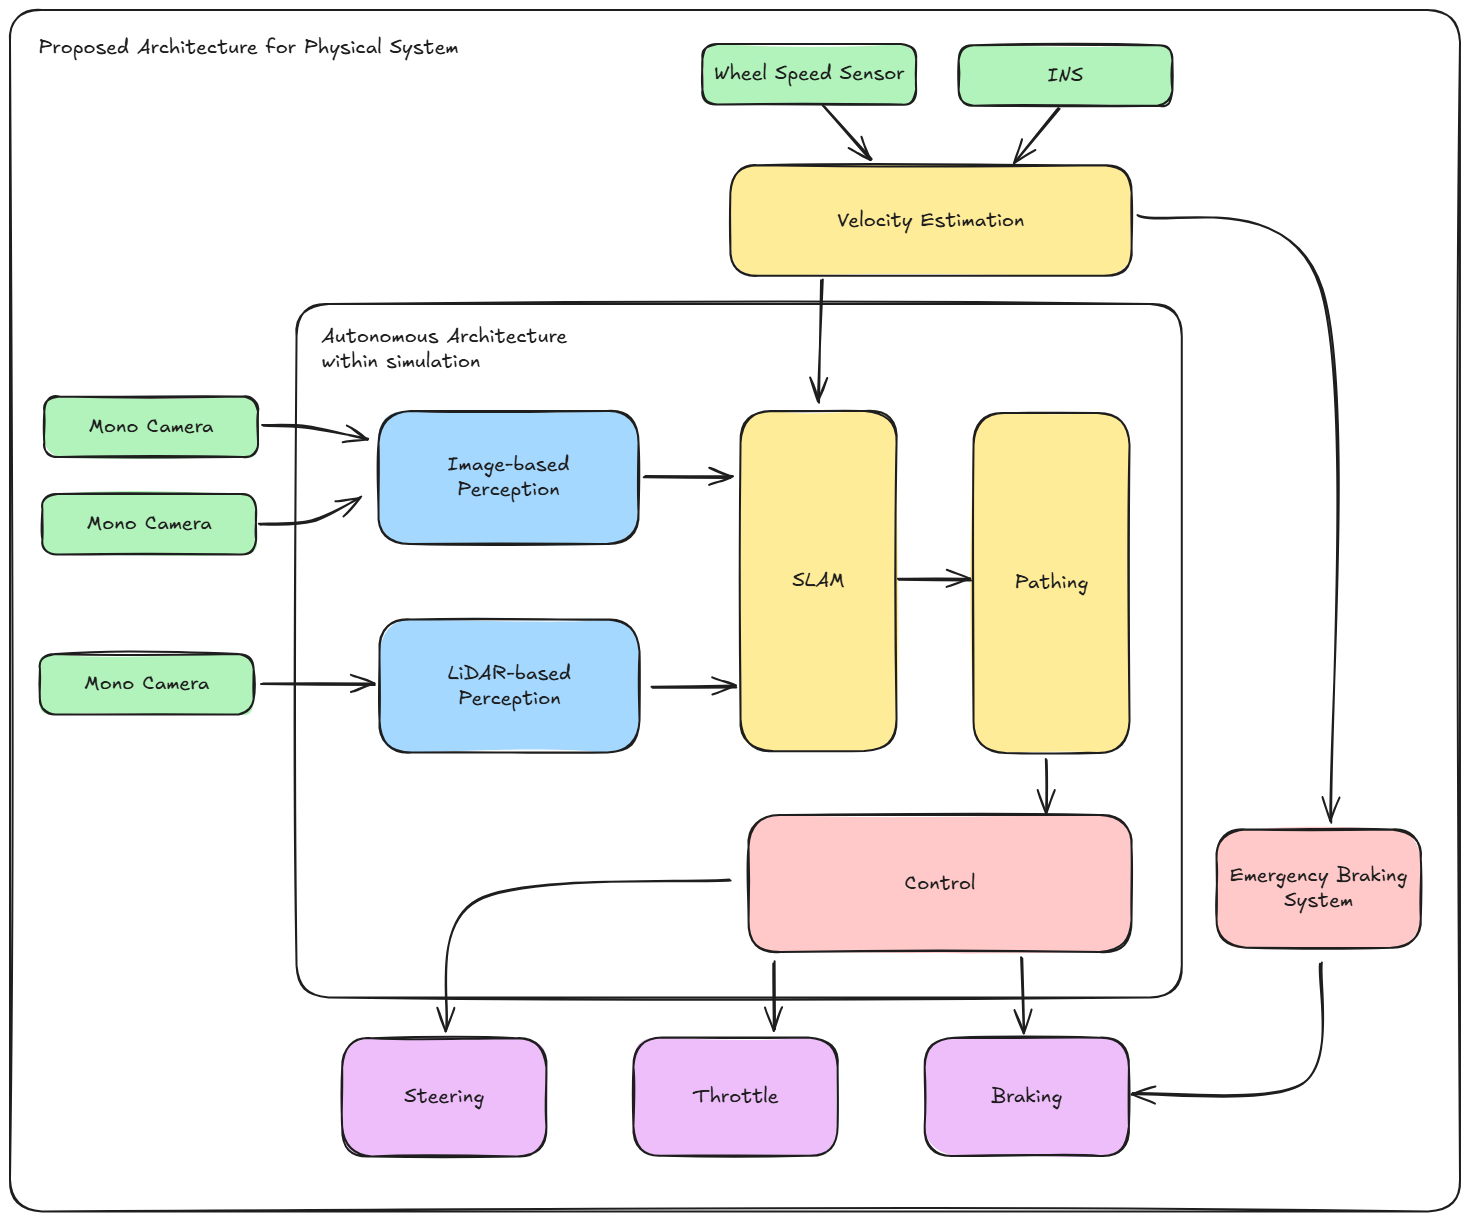 Proposed Architecture for Physical System
Wheel Speed Sensor
INS
Velocity Estimation
Autonomous Architecture
within simulation
Mono Camera
Mono Camera
Image-based
Perception
SLAM
Pathing
Mono Camera
LiDAR-based
Perception
Control
Emergency Braking
System
Steering
Throttle
Braking